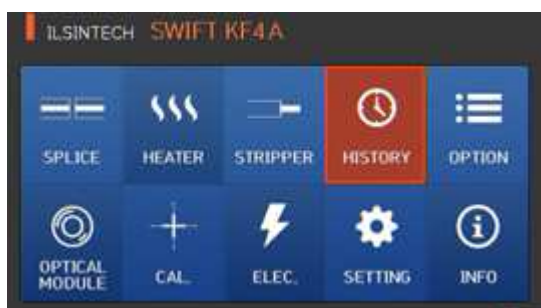 ILSINTECH SWIFT KF4A
SPLICE HEATER STRIPPER HISTORY OPTION
OPTICAL
MODULE CAL. ELEC. SETTING INFO